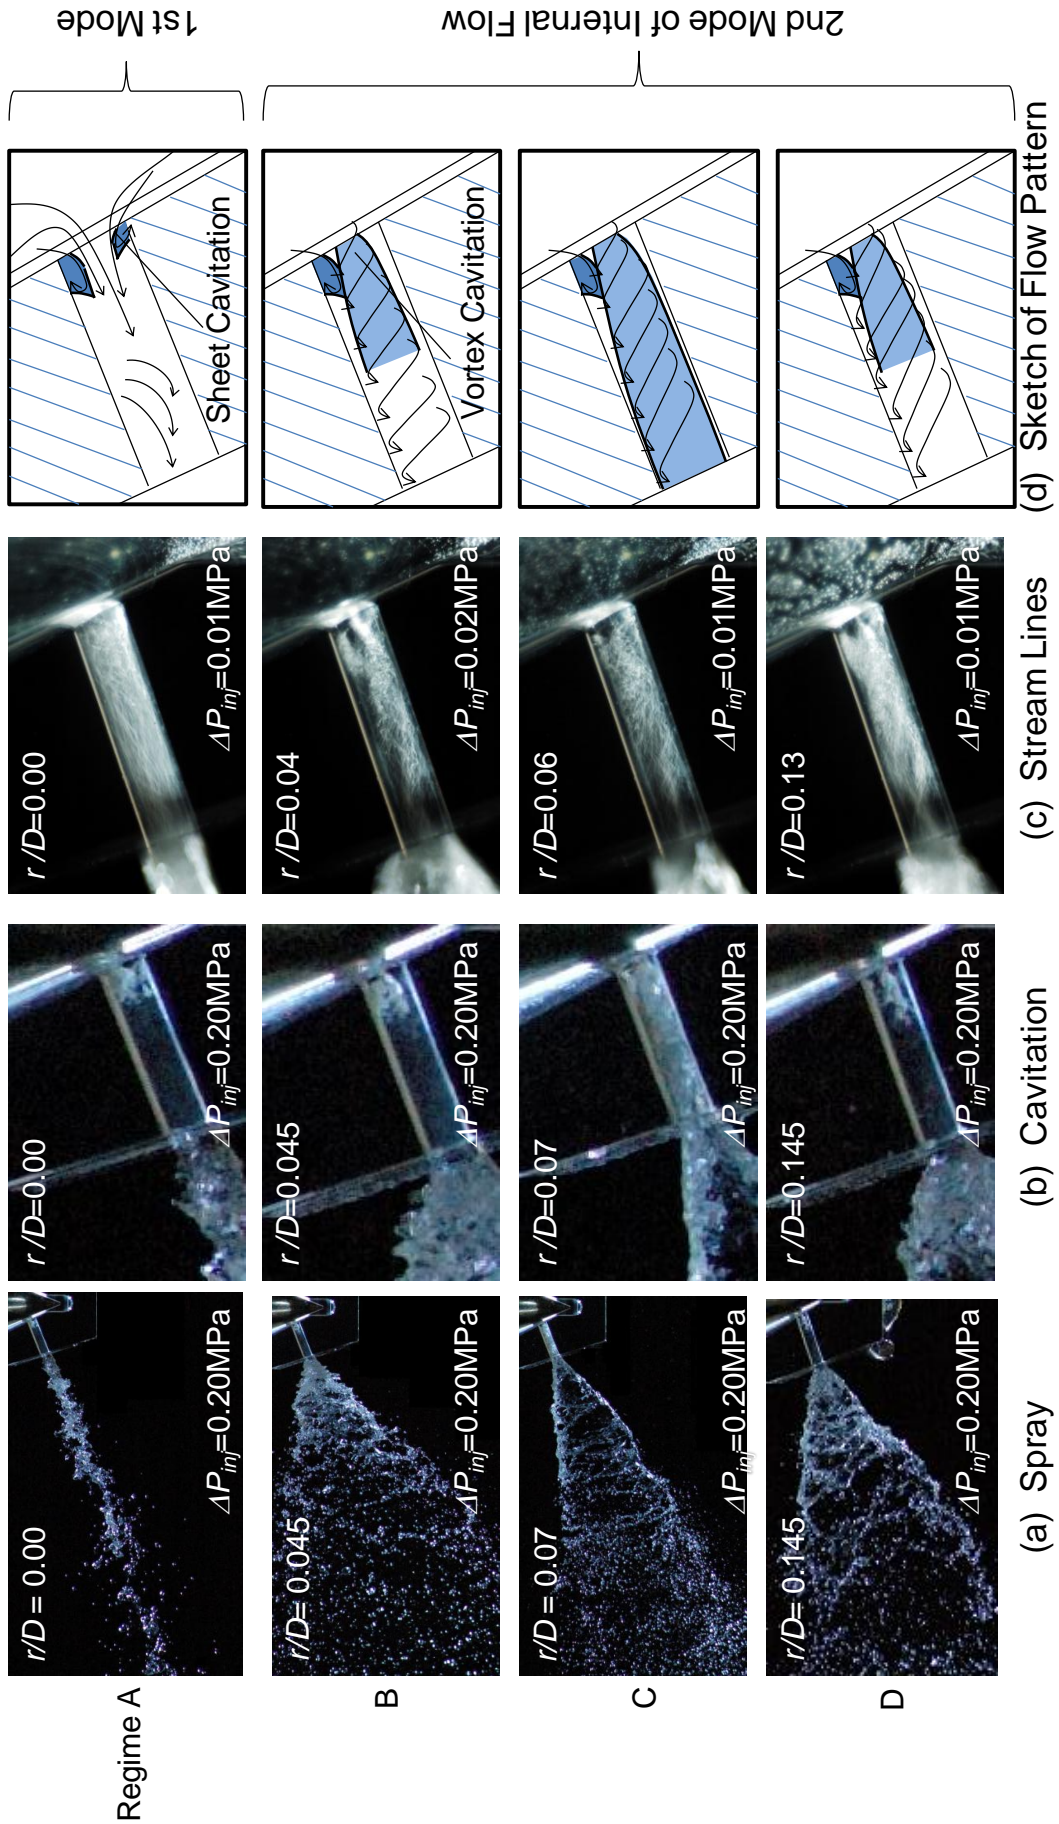 Regime A
r/D = 0.00
ΔPinj=0.20MPa
r/D=0.00
ΔPinj=0.20MPa
r/D=0.00
ΔPinj=0.01MPa
Sheet Cavitation
1st Mode
B
r/D= 0.045
ΔPinj=0.20MPa
r/D=0.045
ΔPinj=0.20MPa
r/D=0.04
ΔPinj=0.02MPa
Vortex Cavitation
2nd Mode of Internal Flow
C
r/D= 0.07
ΔPinj=0.20MPa
r/D=0.07
ΔPinj=0.20MPa
r/D=0.06
ΔPinj=0.01MPa
D
r/D= 0.145
ΔPinj=0.20MPa
r/D=0.145
ΔPinj=0.20MPa
r/D=0.13
ΔPinj=0.01MPa
(a) Spray
(b) Cavitation
(c) Stream Lines
(d) Sketch of Flow Pattern